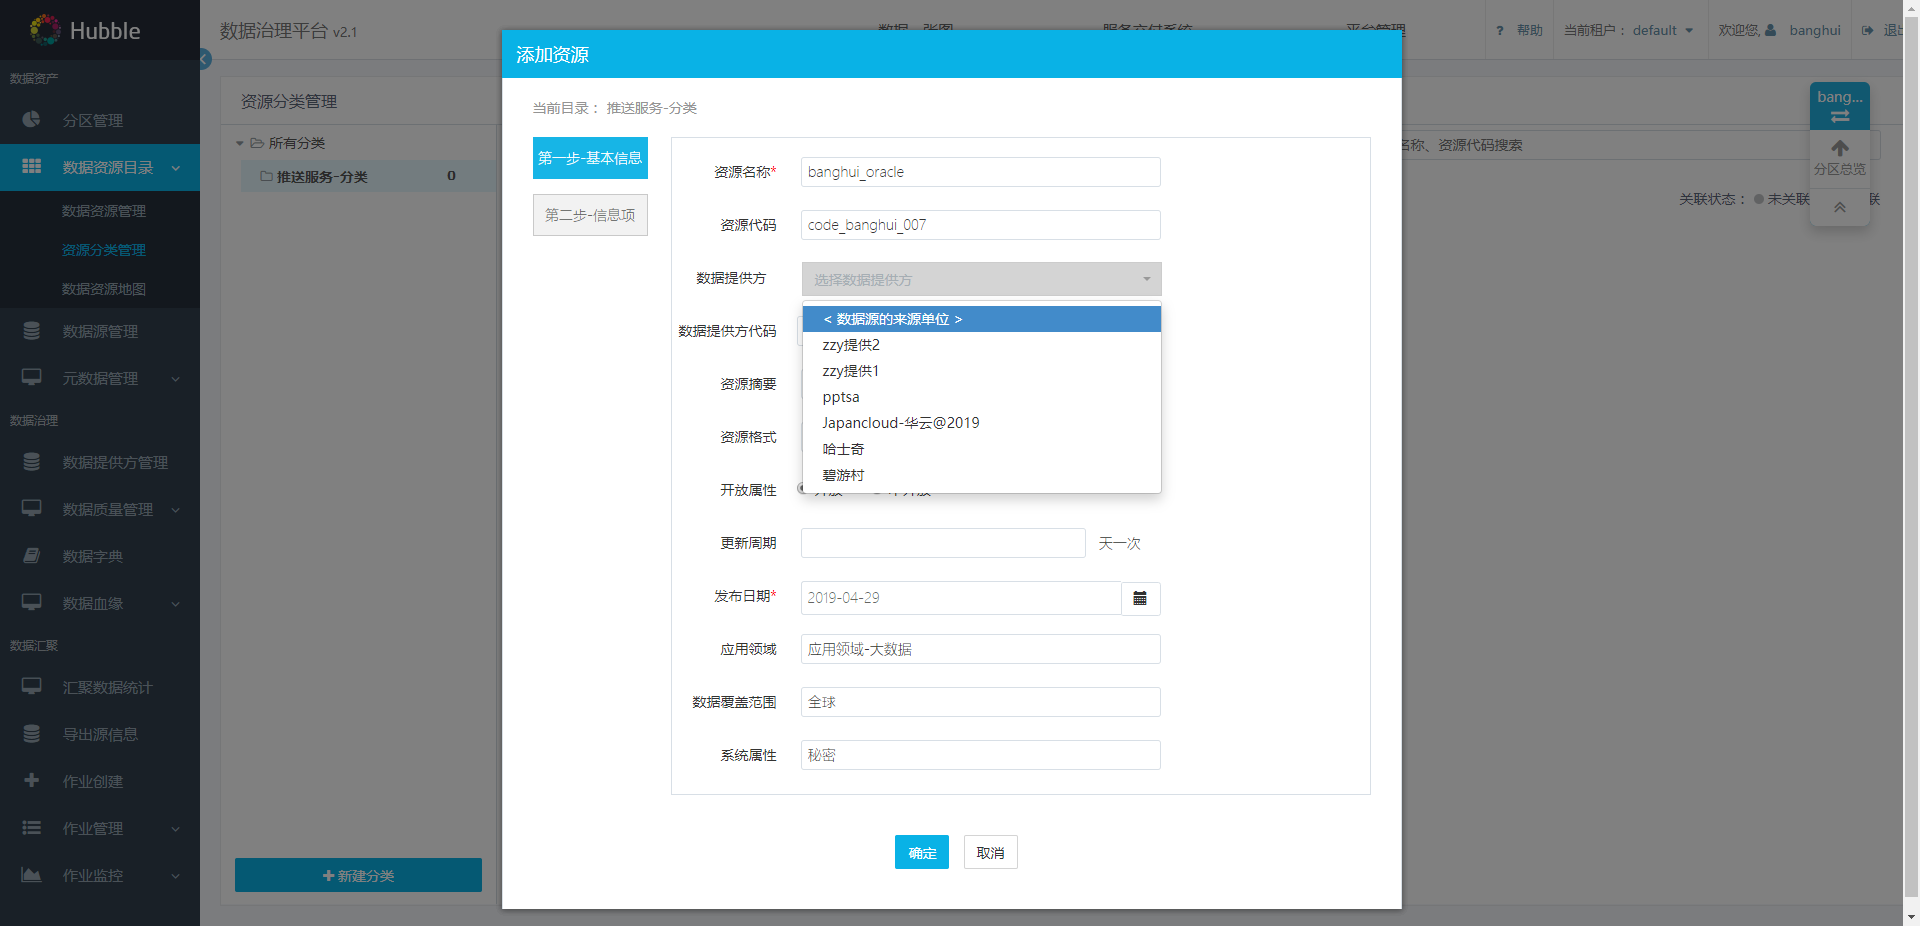 Hubble
数据治理平台 v2.1
服务交付系统
平台管理
? 帮助
当前租户： default
欢迎您, banghui
数据资产
分区管理
数据资源目录
数据资源管理
资源分类管理
数据资源地图
数据源管理
元数据管理
数据治理
数据提供方管理
数据质量管理
数据字典
数据血缘
数据汇聚
汇聚数据统计
导出源信息
作业创建
作业管理
作业监控
资源分类管理
所有分类
推送服务-分类 0
新建分类
添加资源
当前目录： 推送服务-分类
第一步-基本信息
第二步-信息项
资源名称* banghui_oracle
资源代码 code_banghui_007
数据提供方 选择数据提供方
< 数据源的来源单位 >
zzy提供2
zzy提供1
pptsa
Japancloud-华云@2019
哈士奇
碧游村
数据提供方代码
资源摘要
资源格式
开放属性
更新周期 天一次
发布日期* 2019-04-29
应用领域 应用领域-大数据
数据覆盖范围 全球
系统属性 秘密
确定 取消
名称、资源代码搜索
关联状态： 未关联
bang...
分区总览